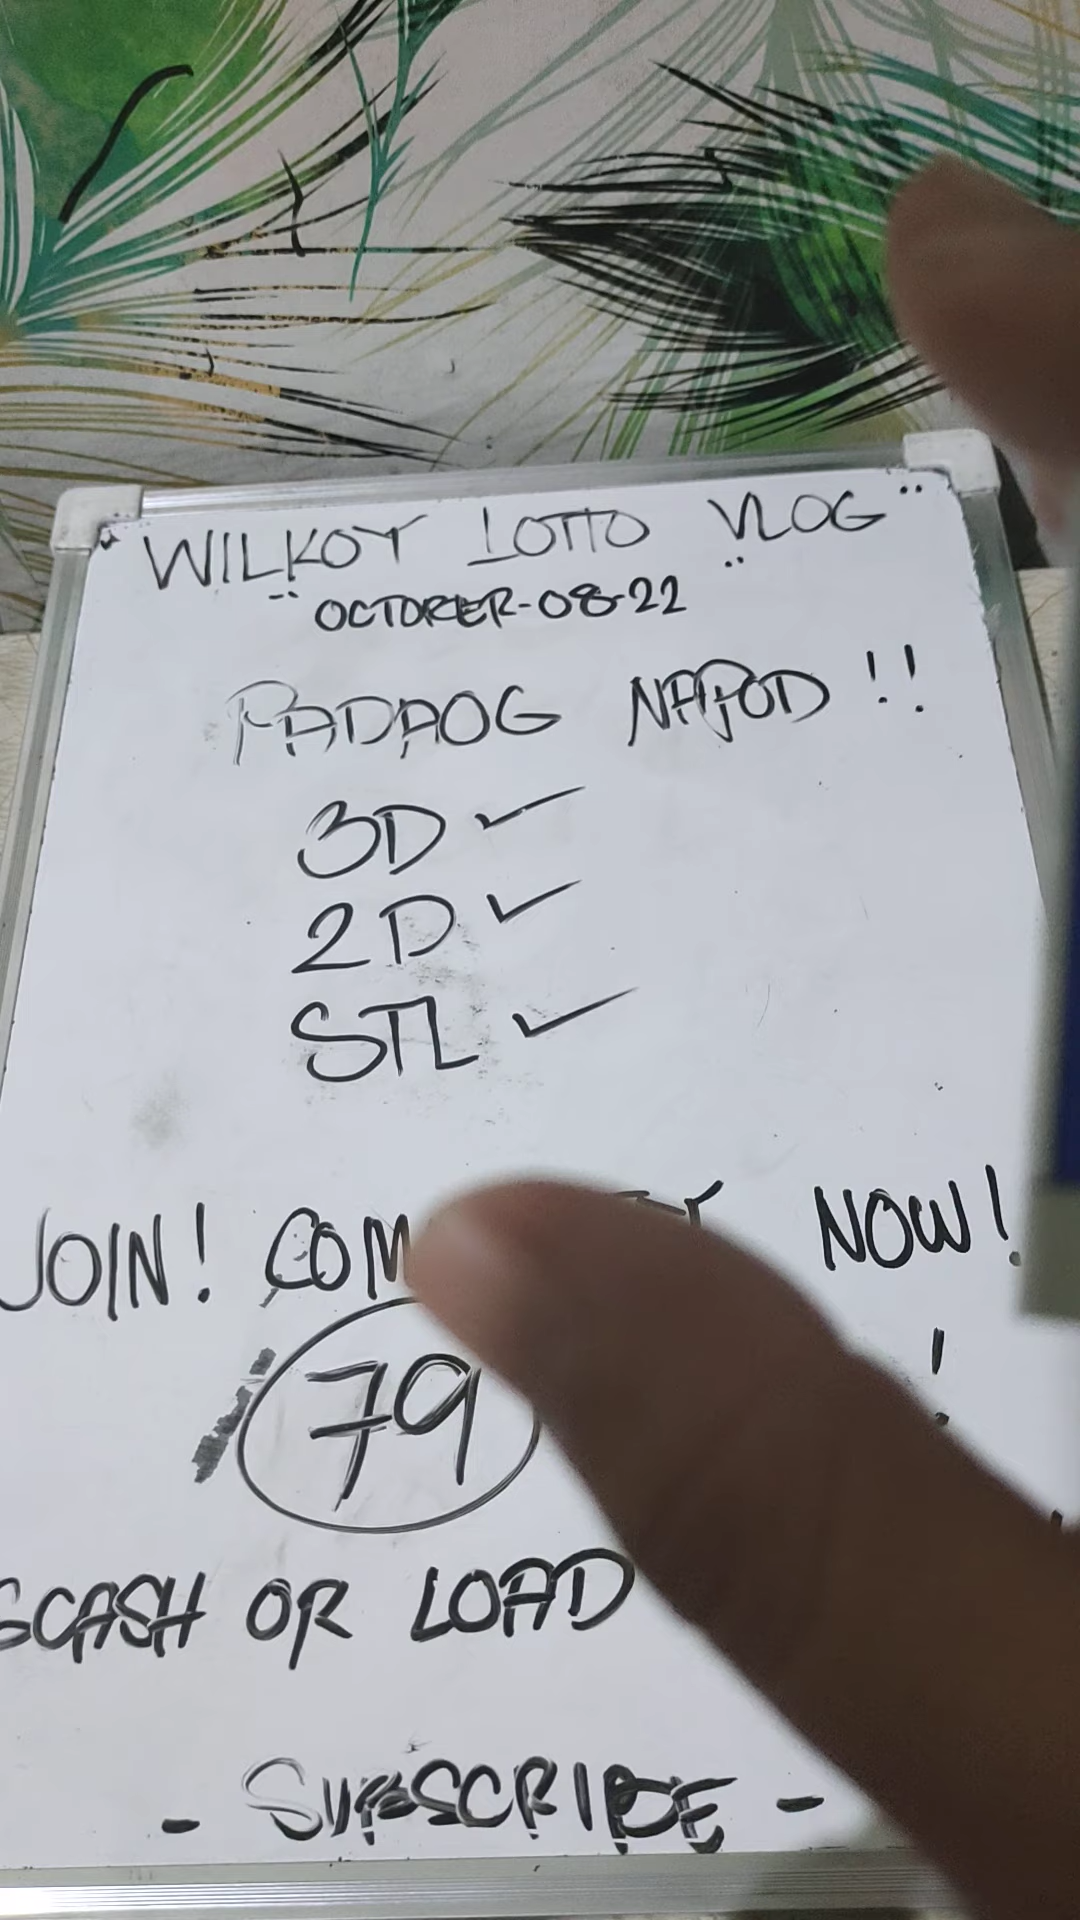 "WILKOY LOTTO VLOG"
"OCTOBER-08-22"
PADAOG NAPOD!!
3D ✓
2D ✓
STL ✓
JOIN! NOW!
79 !
GCASH OR LOAD
- SUBSCRIBE -